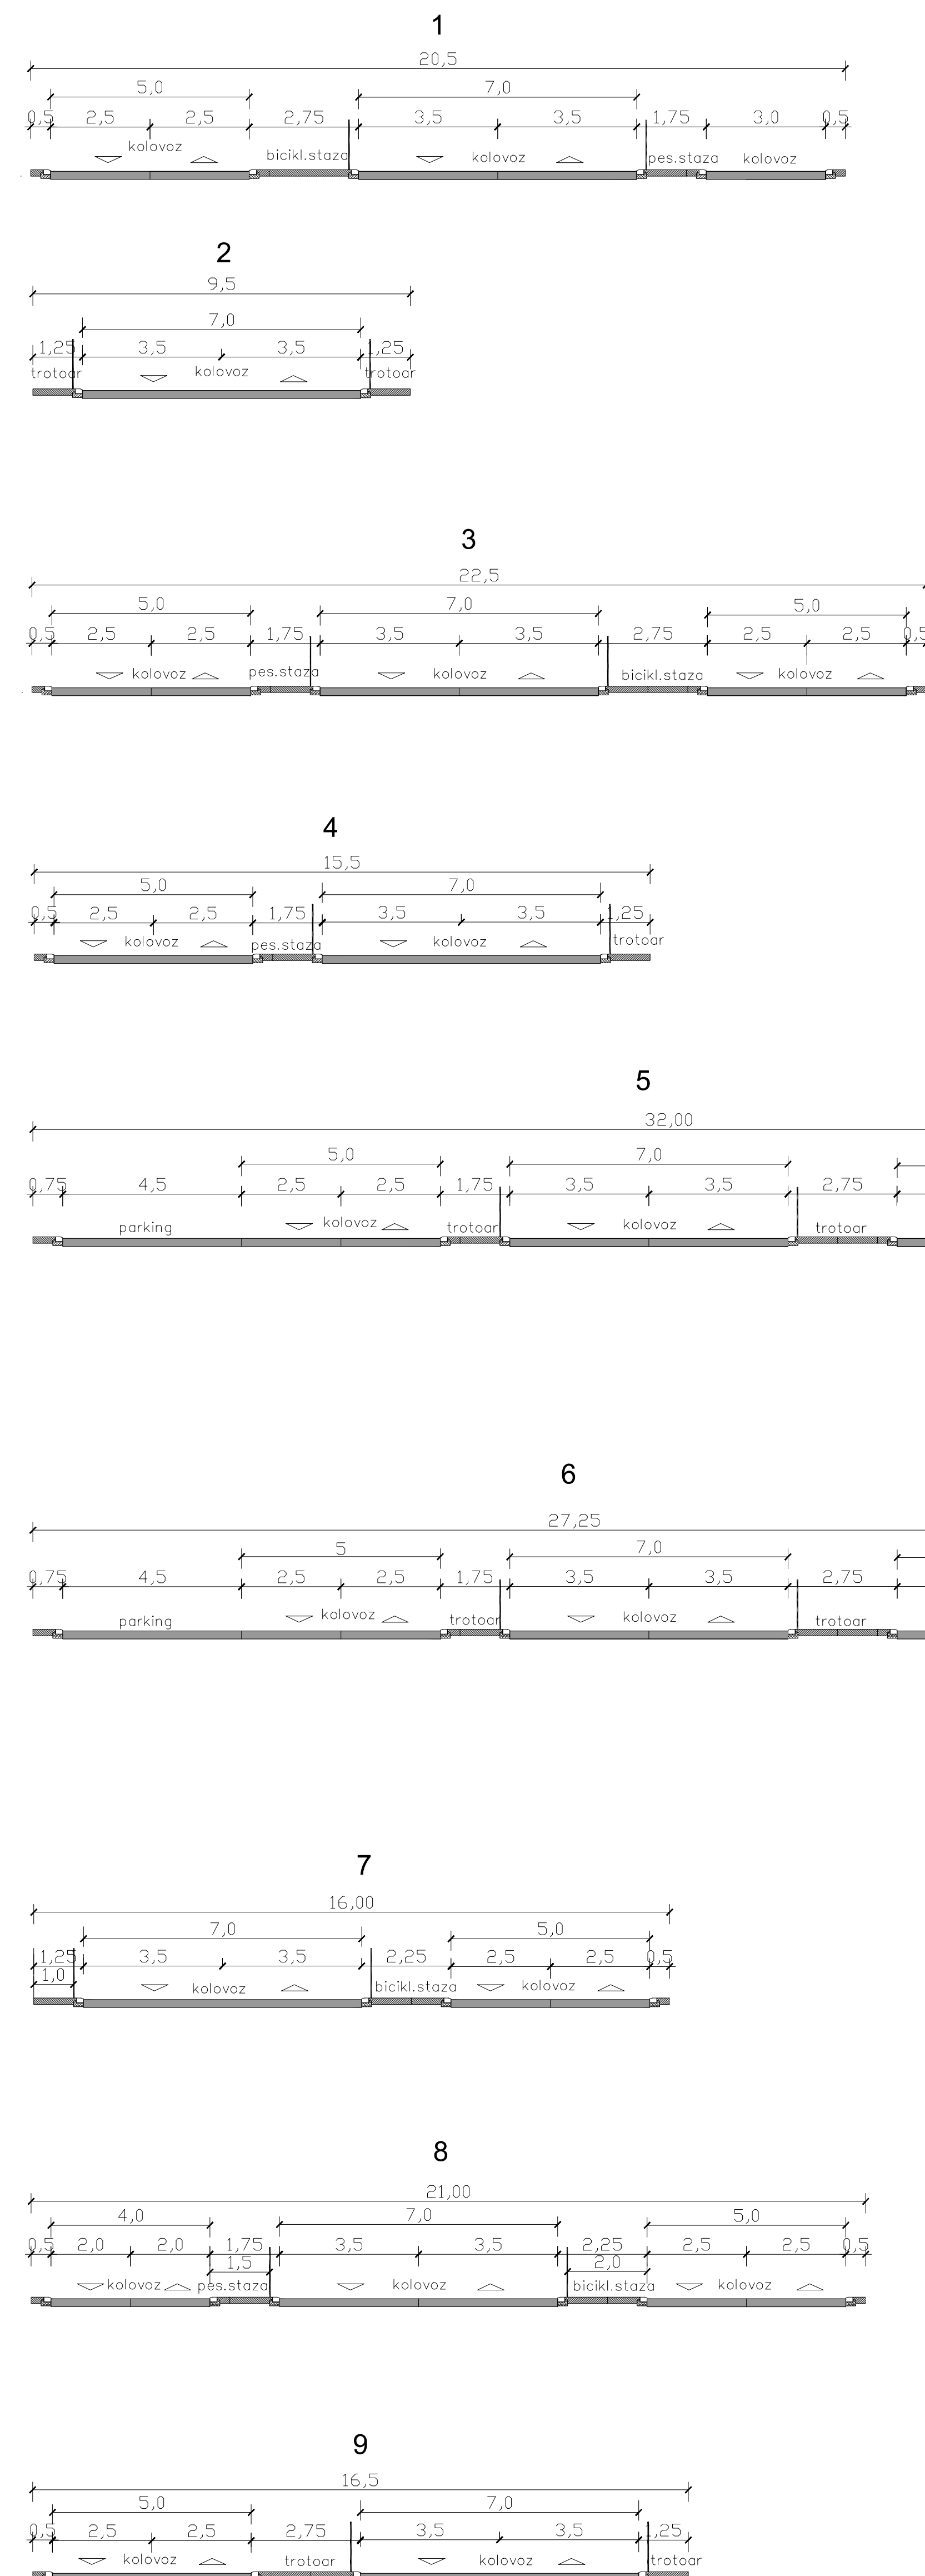 1
20,5
5,0 7,0
0,5 2,5 2,5 2,75 3,5 3,5 1,75 3,0 0,5
kolovoz bicikl.staza kolovoz pes.staza kolovoz
2
9,5
7,0
1,25 3,5 3,5 1,25
trotoar kolovoz trotoar
3
22,5
5,0 7,0 5,0
0,5 2,5 2,5 1,75 3,5 3,5 2,75 2,5 2,5 0,5
kolovoz pes.staza kolovoz bicikl.staza kolovoz
4
15,5
5,0 7,0
0,5 2,5 2,5 1,75 3,5 3,5 1,25
kolovoz pes.staza kolovoz trotoar
5
32,00
5,0 7,0
0,75 4,5 2,5 2,5 1,75 3,5 3,5 2,75
parking kolovoz trotoar kolovoz trotoar
6
27,25
5 7,0
0,75 4,5 2,5 2,5 1,75 3,5 3,5 2,75
parking kolovoz trotoar kolovoz trotoar
7
16,00
7,0 5,0
1,25 3,5 3,5 2,25 2,5 2,5 0,5
1,0
kolovoz bicikl.staza kolovoz
8
21,00
4,0 7,0 5,0
0,5 2,0 2,0 1,75 3,5 3,5 2,25 2,5 2,5 0,5
1,5 2,0
kolovoz pes.staza kolovoz bicikl.staza kolovoz
9
16,5
5,0 7,0
0,5 2,5 2,5 2,75 3,5 3,5 1,25
kolovoz trotoar kolovoz trotoar